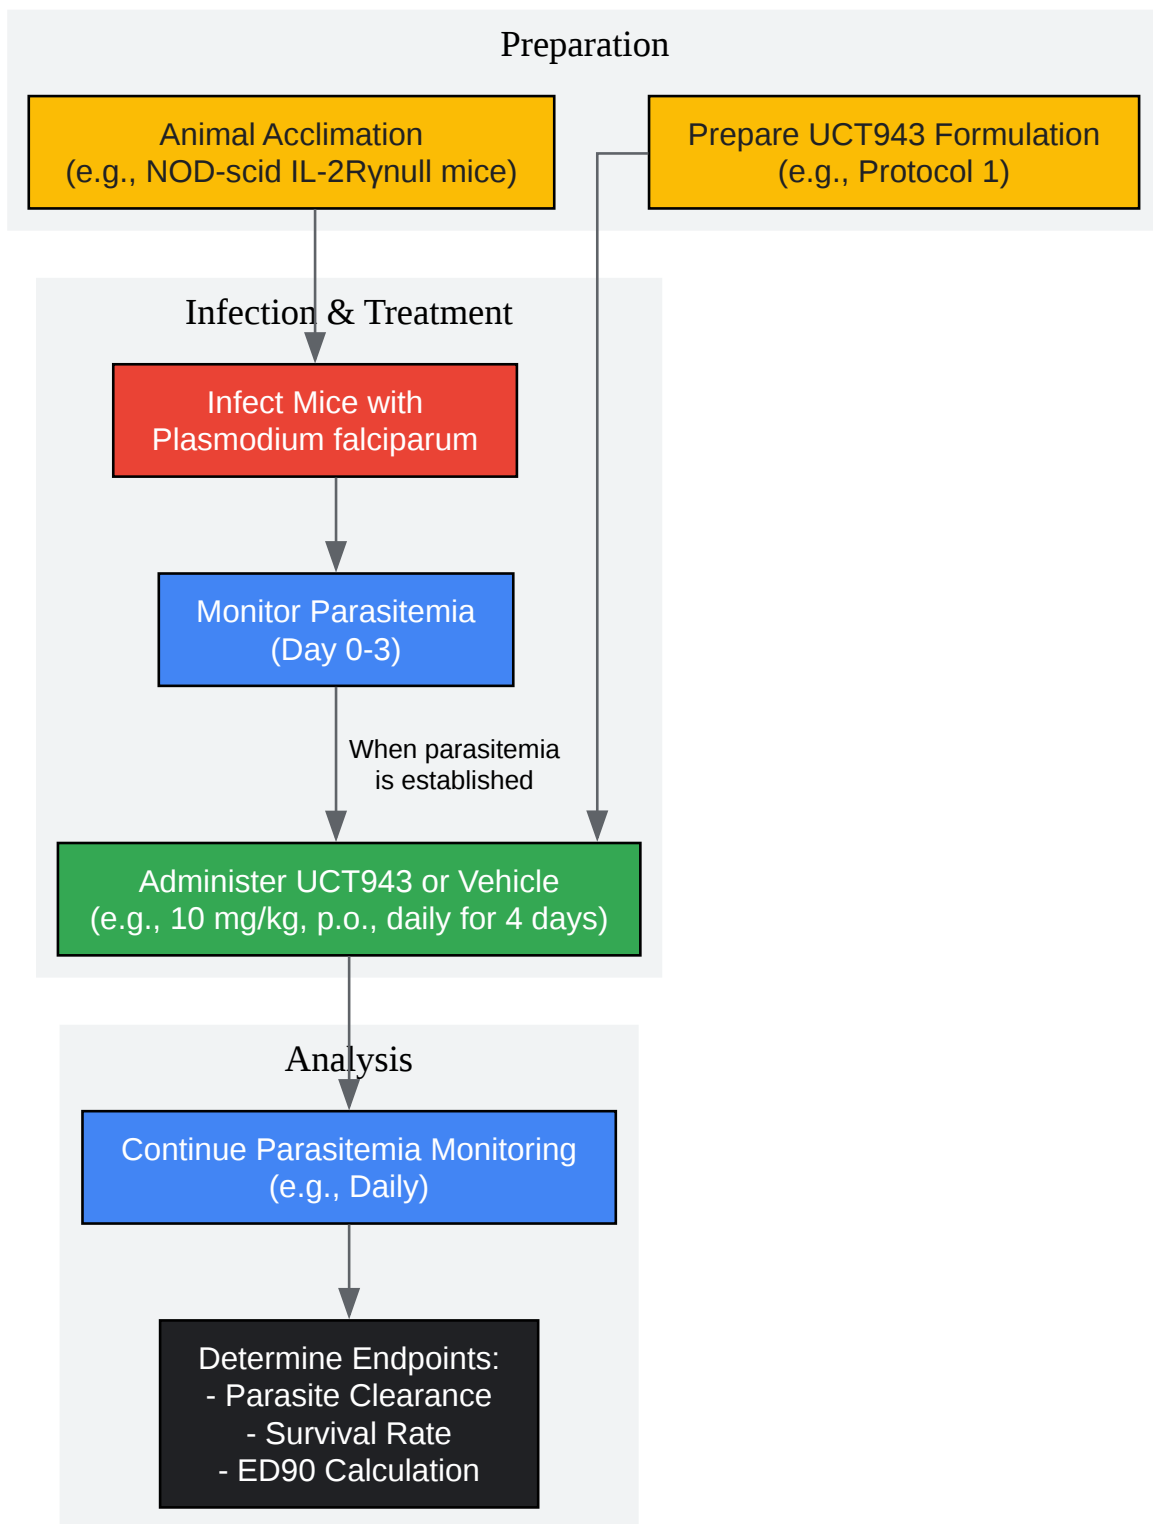 Preparation
Animal Acclimation
(e.g., NOD-scid IL-2Rγnull mice)
Prepare UCT943 Formulation
(e.g., Protocol 1)
Infection & Treatment
Infect Mice with
Plasmodium falciparum
Monitor Parasitemia
(Day 0-3)
When parasitemia
is established
Administer UCT943 or Vehicle
(e.g., 10 mg/kg, p.o., daily for 4 days)
Analysis
Continue Parasitemia Monitoring
(e.g., Daily)
Determine Endpoints:
- Parasite Clearance
- Survival Rate
- ED90 Calculation